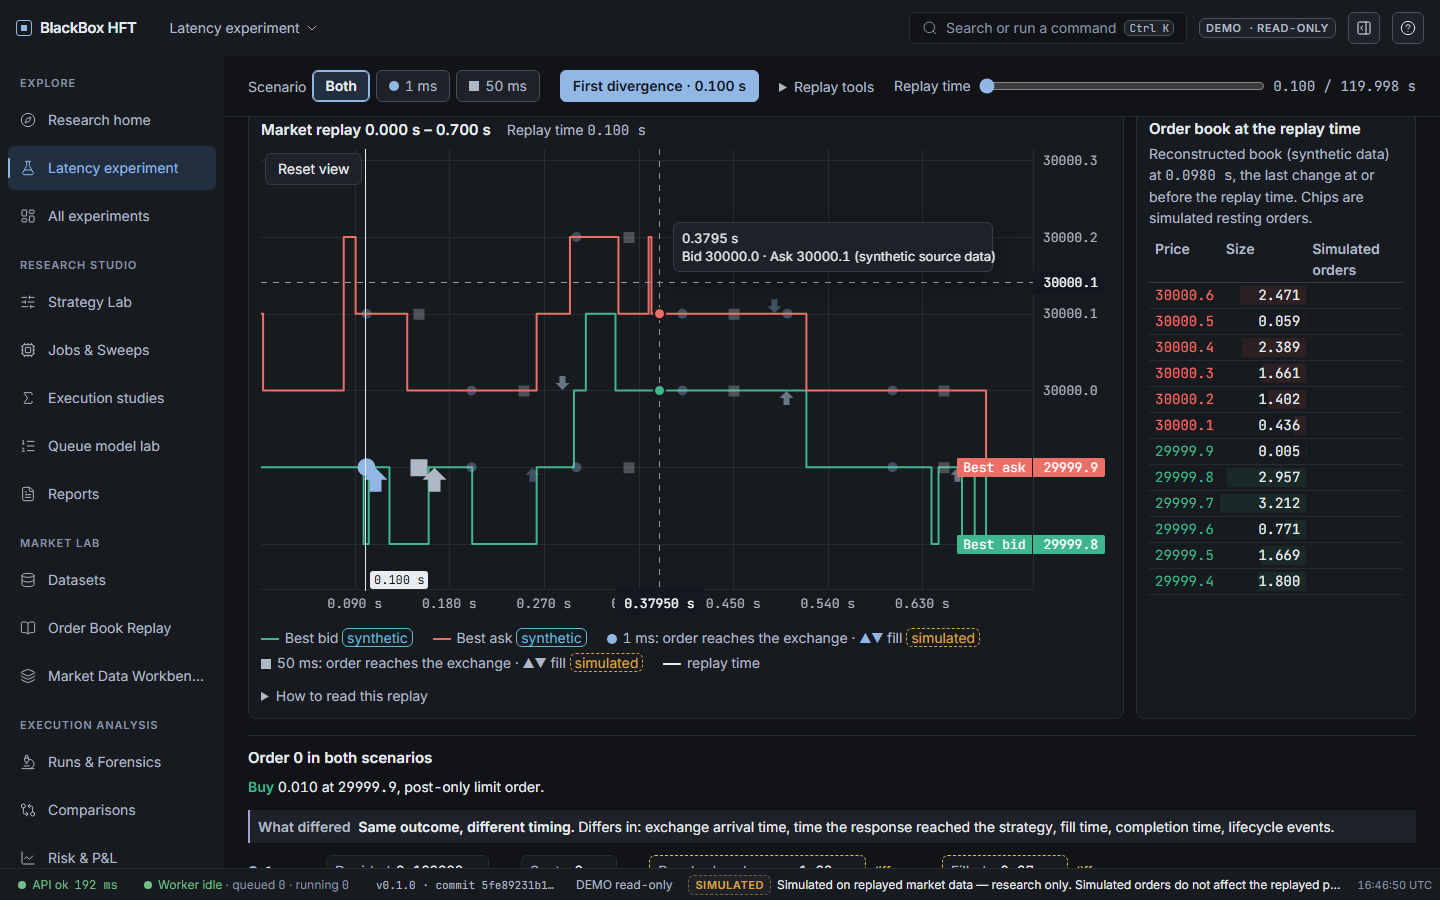 BlackBox HFT
Latency experiment
Search or run a command Ctrl K
DEMO · READ-ONLY
EXPLORE
Research home
Latency experiment
All experiments
RESEARCH STUDIO
Strategy Lab
Jobs & Sweeps
Execution studies
Queue model lab
Reports
MARKET LAB
Datasets
Order Book Replay
Market Data Workben...
EXECUTION ANALYSIS
Runs & Forensics
Comparisons
Risk & P&L
Scenario Both 1 ms 50 ms First divergence · 0.100 s Replay tools Replay time 0.100 / 119.998 s
Market replay 0.000 s – 0.700 s Replay time 0.100 s
Reset view
30000.3
30000.2
30000.1
30000.1
30000.0
0.3795 s
Bid 30000.0 · Ask 30000.1 (synthetic source data)
Best ask 29999.9
Best bid 29999.8
0.100 s
0.090 s 0.180 s 0.270 s 0.37950 s 0.450 s 0.540 s 0.630 s
Best bid synthetic Best ask synthetic 1 ms: order reaches the exchange · ▲▼ fill simulated
50 ms: order reaches the exchange · ▲▼ fill simulated replay time
How to read this replay
Order book at the replay time
Reconstructed book (synthetic data)
at 0.0980 s, the last change at or
before the replay time. Chips are
simulated resting orders.
Price Size Simulated
orders
30000.6 2.471
30000.5 0.059
30000.4 2.389
30000.3 1.661
30000.2 1.402
30000.1 0.436
29999.9 0.005
29999.8 2.957
29999.7 3.212
29999.6 0.771
29999.5 1.669
29999.4 1.800
Order 0 in both scenarios
Buy 0.010 at 29999.9, post-only limit order.
What differed Same outcome, different timing. Differs in: exchange arrival time, time the response reached the strategy, fill time, completion time, lifecycle events.
API ok 192 ms Worker idle · queued 0 · running 0 v0.1.0 · commit 5fe89231b1… DEMO read-only SIMULATED Simulated on replayed market data — research only. Simulated orders do not affect the replayed p... 16:46:50 UTC